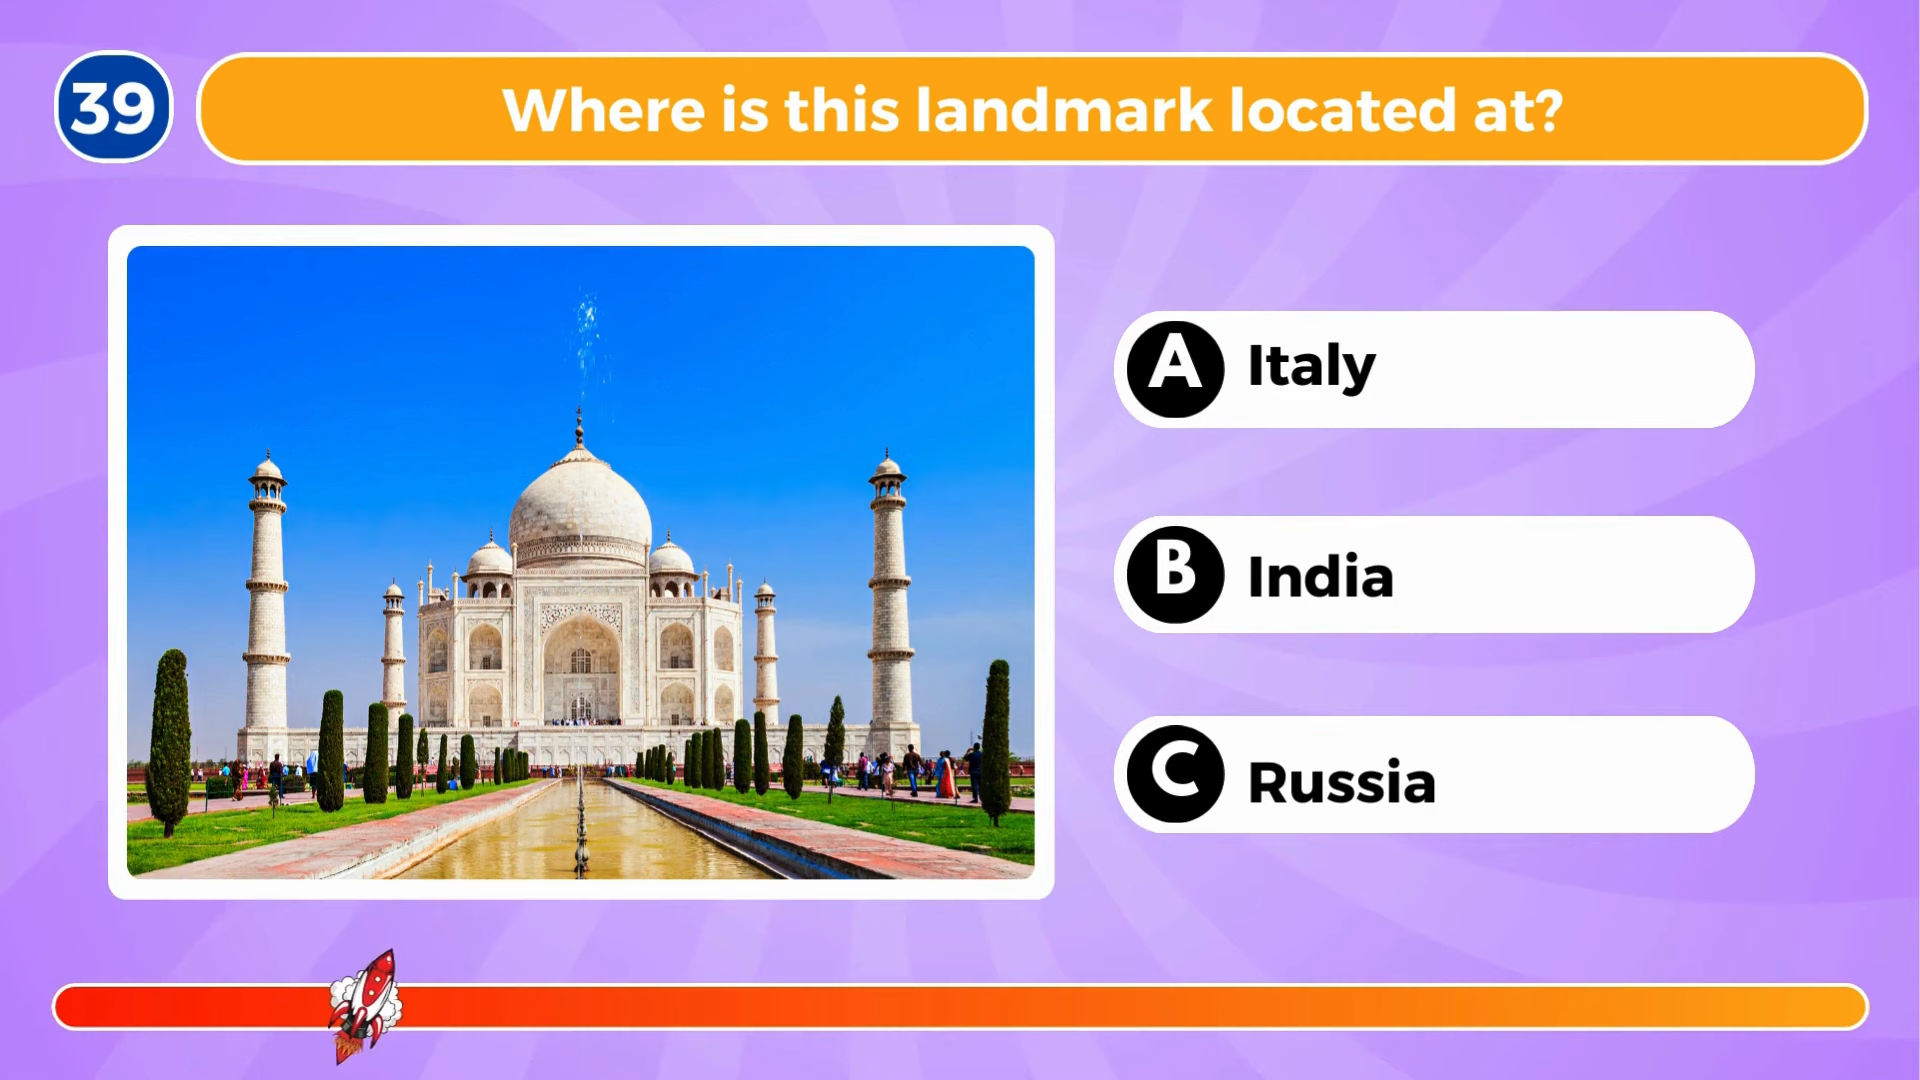 39
Where is this landmark located at?
A Italy
B India
C Russia